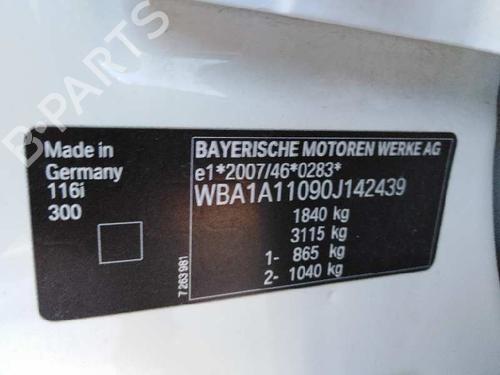 B-PARTS
Made in
Germany
116i
300
BAYERISCHE MOTOREN WERKE AG
e1*2007/46*0283*
WBA1A11090J142439
1840 kg
3115 kg
1- 865 kg
2- 1040 kg
7 263 981